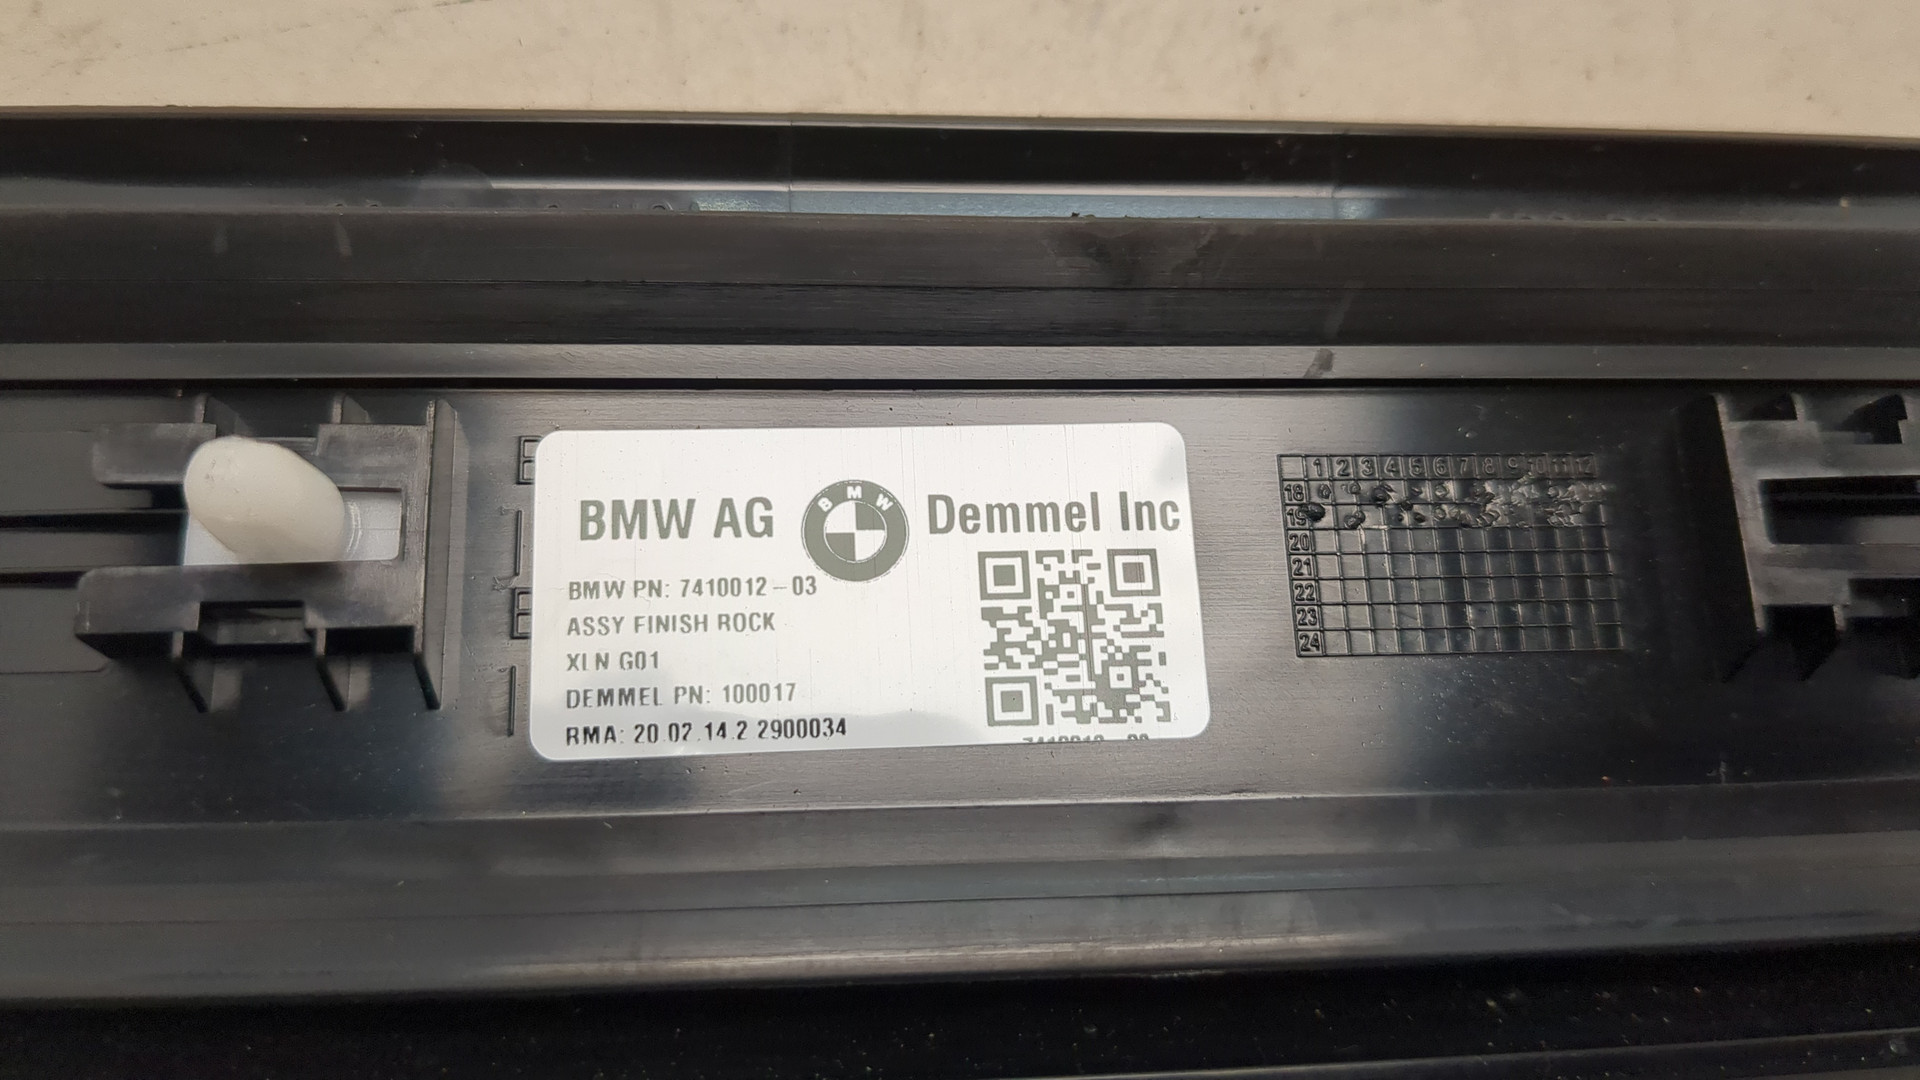 BMW AG BMW Demmel Inc
BMW PN: 7410012-03
ASSY FINISH ROCK
XLN G01
DEMMEL PN: 100017
RMA: 20.02.14.2 2900034
1 2 3 4 5 6 7 8 9 10 11 12
18
19
20
21
22
23
24